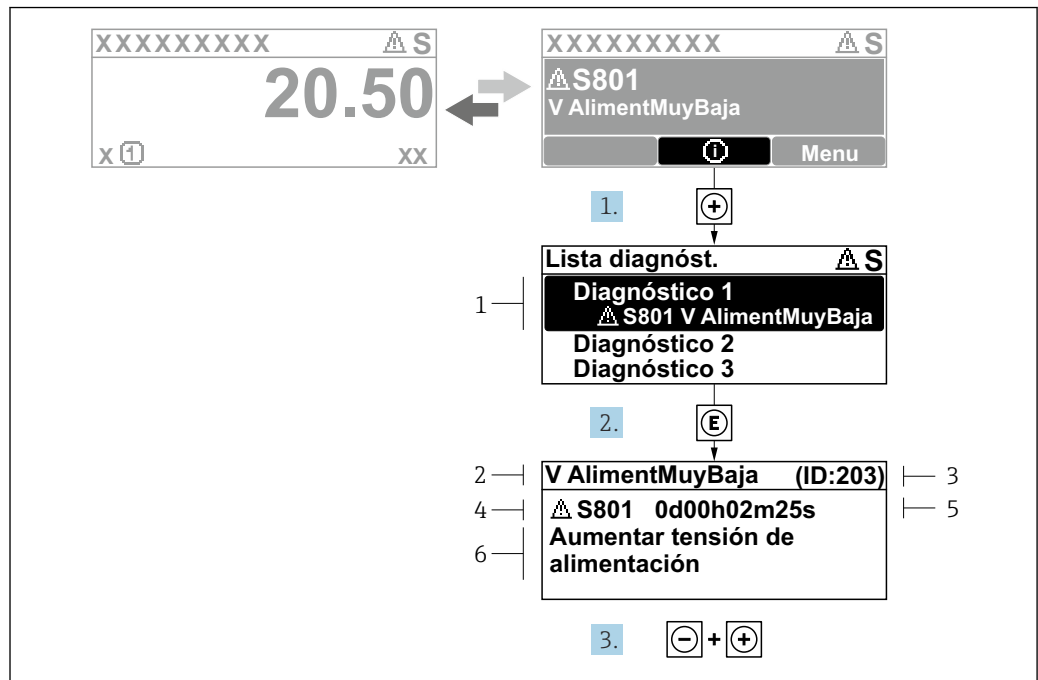 XXXXXXXXX ⚠ S
20.50
x ① xx
XXXXXXXXX ⚠ S
⚠ S801
V AlimentMuyBaja
ⓘ Menu
1. +
Lista diagnóst. ⚠ S
1
Diagnóstico 1
⚠ S801 V AlimentMuyBaja
Diagnóstico 2
Diagnóstico 3
2. E
2 V AlimentMuyBaja (ID:203) 3
4 ⚠ S801 0d00h02m25s 5
6 Aumentar tensión de
alimentación
3. - + +